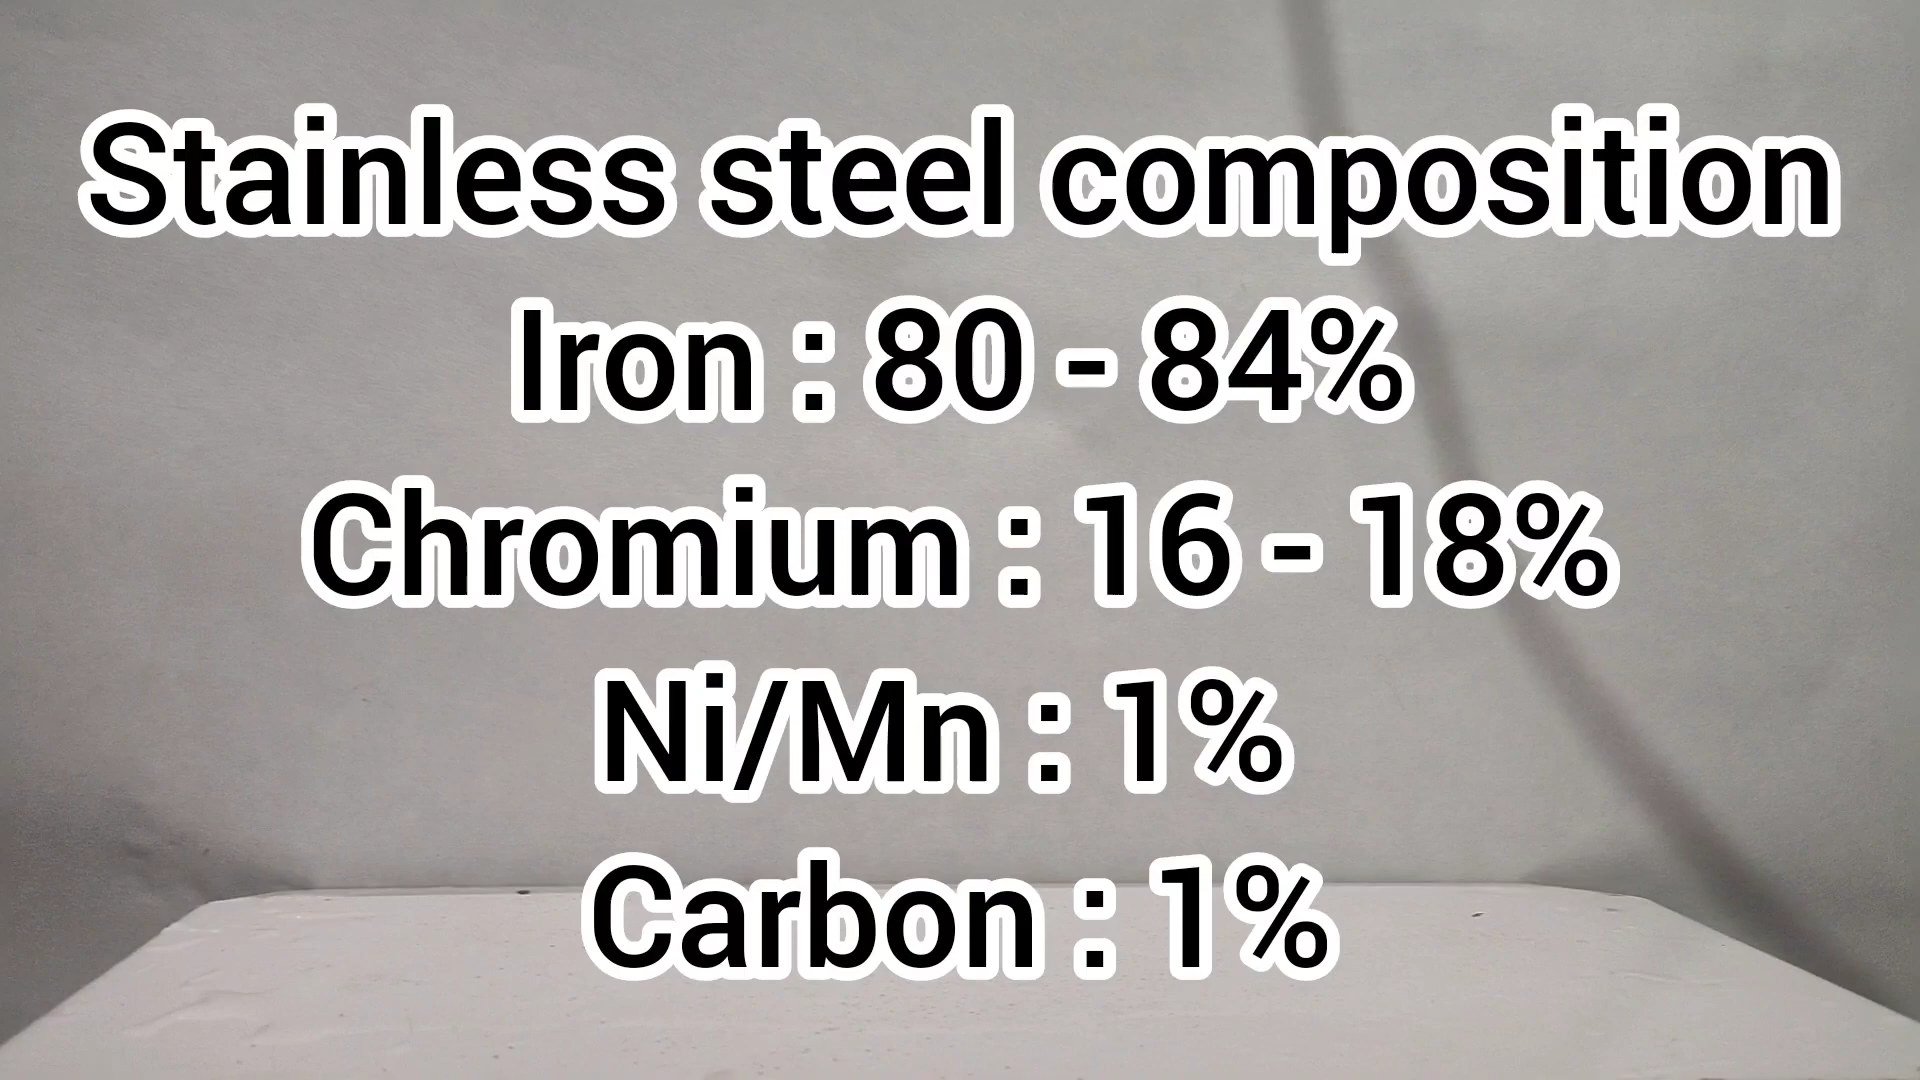 Stainless steel composition
Iron : 80 - 84%
Chromium : 16 - 18%
Ni/Mn : 1%
Carbon : 1%